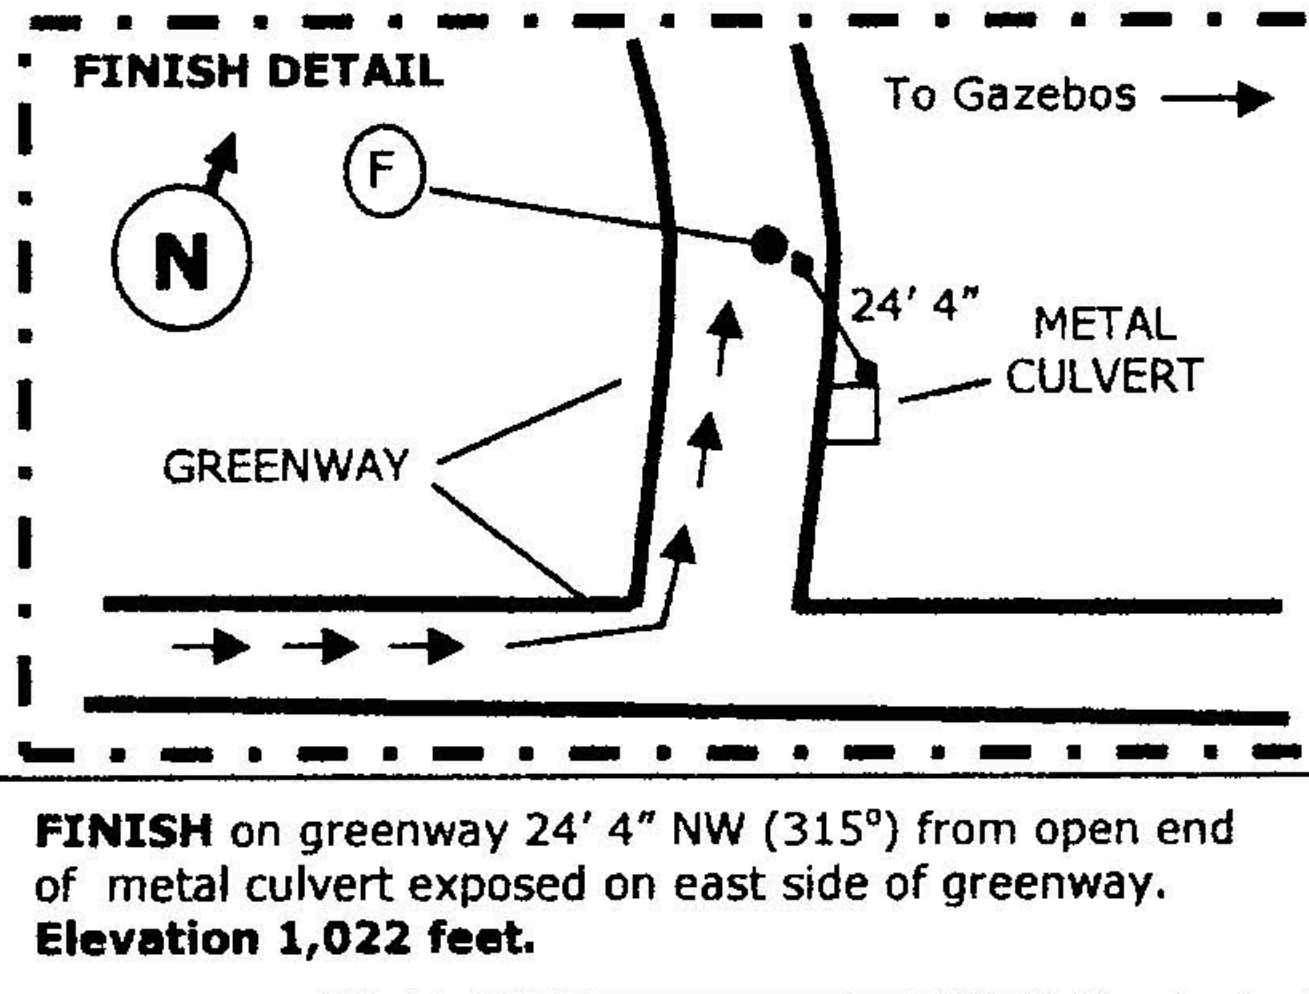 FINISH DETAIL
To Gazebos
F
N
24' 4"
METAL
CULVERT
GREENWAY
FINISH on greenway 24' 4" NW (315º) from open end
of metal culvert exposed on east side of greenway.
Elevation 1,022 feet.